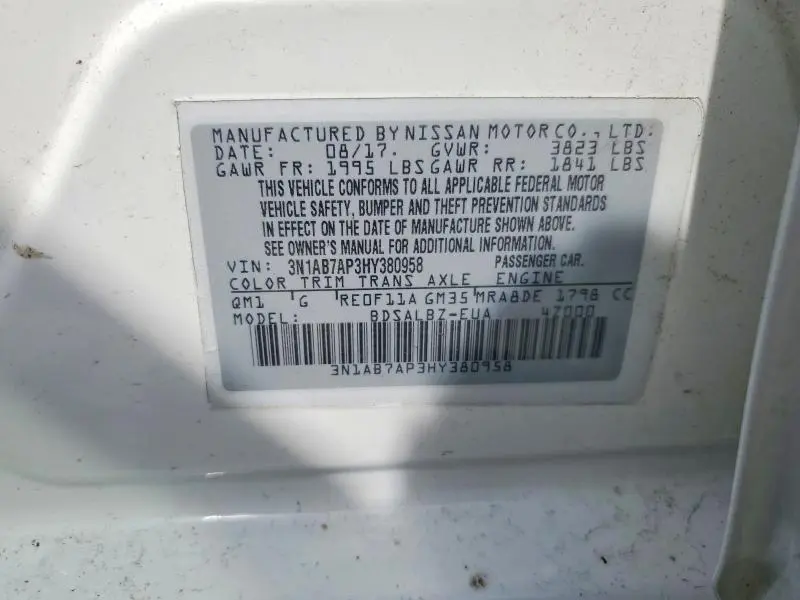 MANUFACTURED BY NISSAN MOTOR CO., LTD.
DATE: 08/17. GVWR: 3823 LBS
GAWR FR: 1995 LBS GAWR RR: 1841 LBS
THIS VEHICLE CONFORMS TO ALL APPLICABLE FEDERAL MOTOR
VEHICLE SAFETY, BUMPER AND THEFT PREVENTION STANDARDS
IN EFFECT ON THE DATE OF MANUFACTURE SHOWN ABOVE.
SEE OWNER'S MANUAL FOR ADDITIONAL INFORMATION.
VIN: 3N1AB7AP3HY380958 PASSENGER CAR.
COLOR TRIM TRANS AXLE ENGINE
QM1 G RE0F11A GM35 MRA8DE 1798 CC
MODEL: BDSALBZ-EUA 4Z000
3N1AB7AP3HY380958